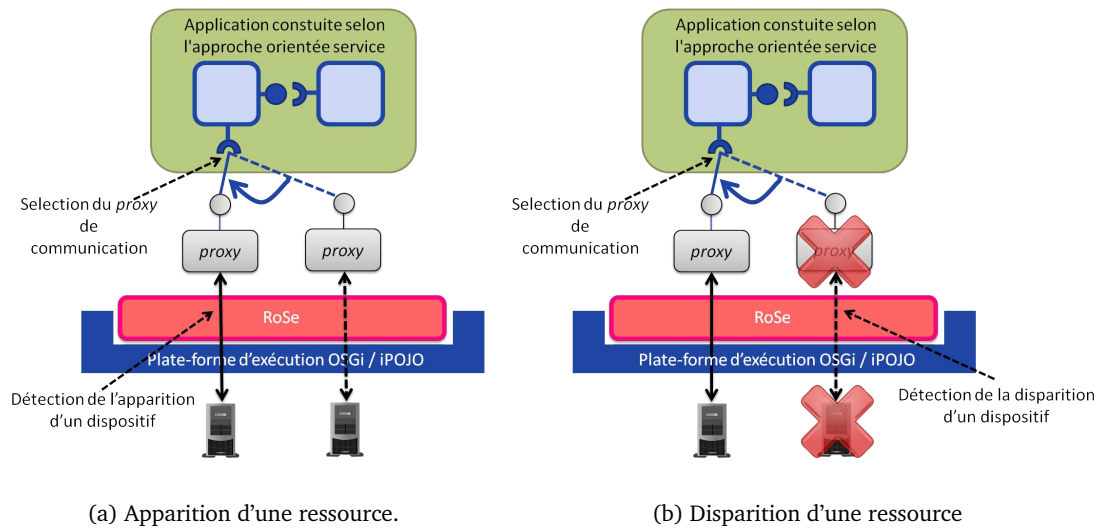 Application constuite selon
l'approche orientée service
Selection du proxy
de
communication
proxy
proxy
RoSe
Plate-forme d'exécution OSGi / iPOJO
Détection de l'apparition
d'un dispositif
(a) Apparition d'une ressource.
Application constuite selon
l'approche orientée service
Selection du proxy
de
communication
proxy
proxy
RoSe
Plate-forme d'exécution OSGi / iPOJO
Détection de la disparition
d'un dispositif
(b) Disparition d'une ressource